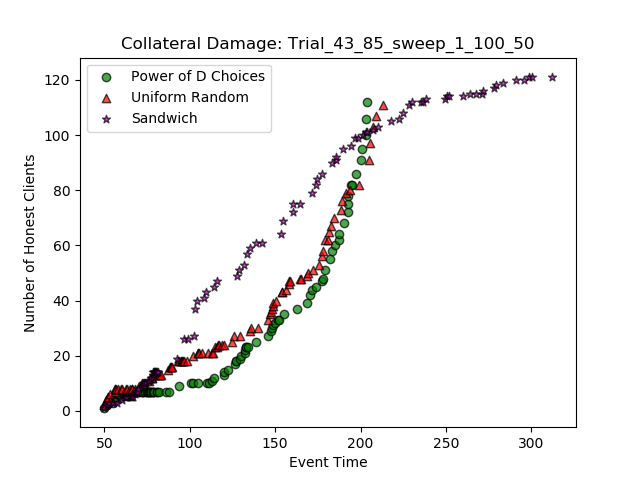 Collateral Damage: Trial_43_85_sweep_1_100_50
Power of D Choices
Uniform Random
Sandwich
Number of Honest Clients
120
100
80
60
40
20
0
50
100
150
200
250
300
Event Time